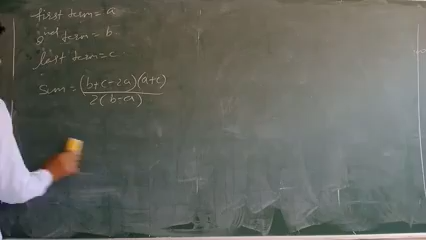 first term = a
2nd term = b
last term = c
Sum = (b+c-2a)(a+c)
2(b-a)